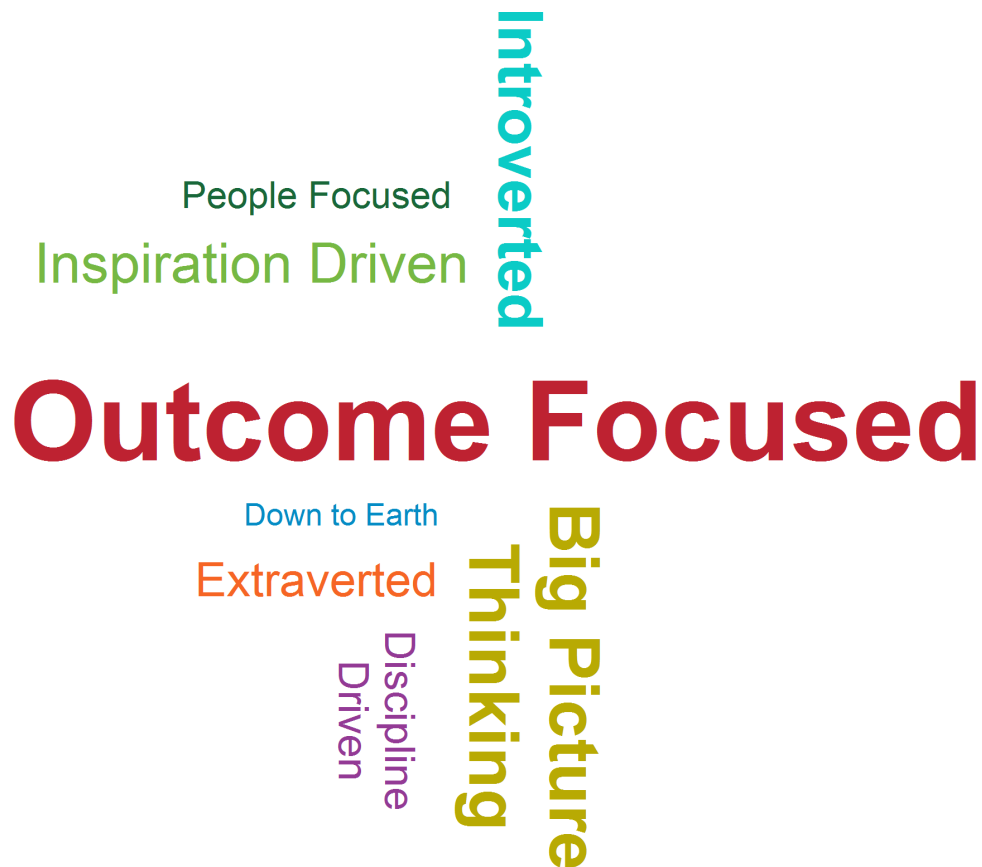 Introverted
People Focused
Inspiration Driven
Outcome Focused
Down to Earth
Extraverted
Big Picture
Thinking
Discipline
Driven